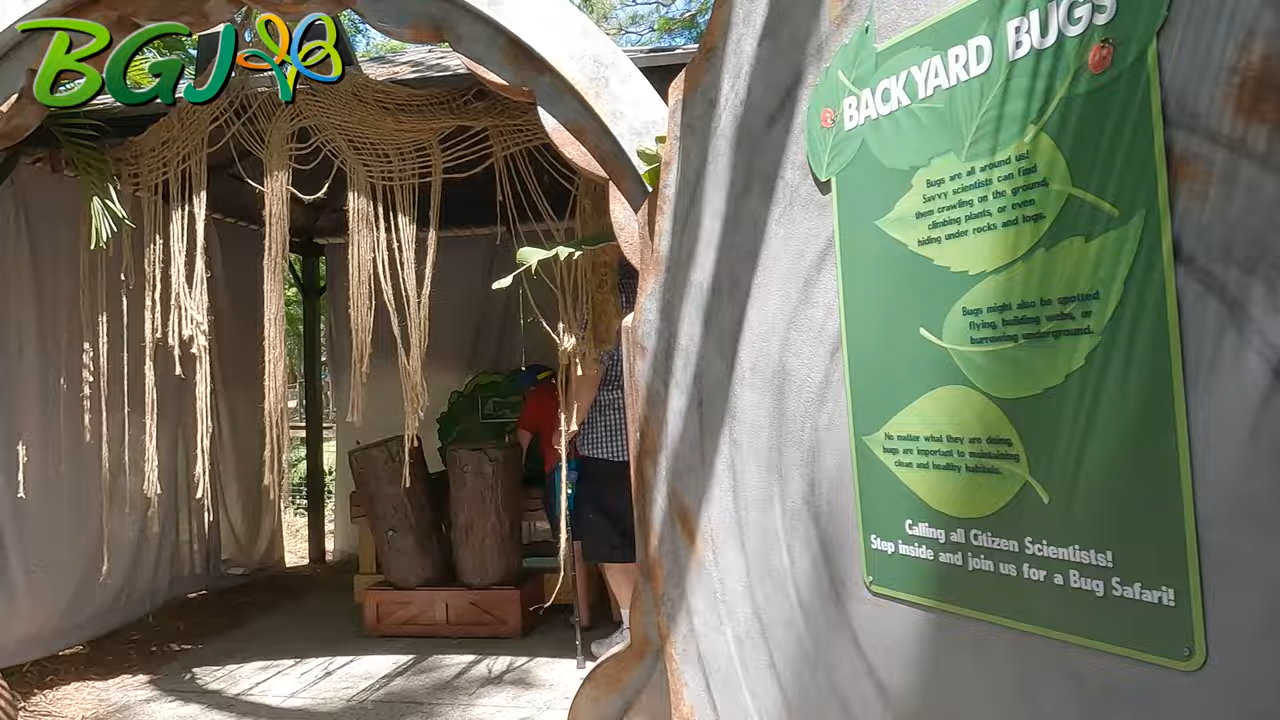 BGJ
BACKYARD BUGS
Bugs are all around us!
Savvy scientists can find
them crawling on the ground,
climbing plants, or even
hiding under rocks and logs.
Bugs might also be spotted
flying, building webs, or
burrowing underground.
No matter what they are doing,
bugs are important to maintaining
clean and healthy habitats.
Calling all Citizen Scientists!
Step inside and join us for a Bug Safari!